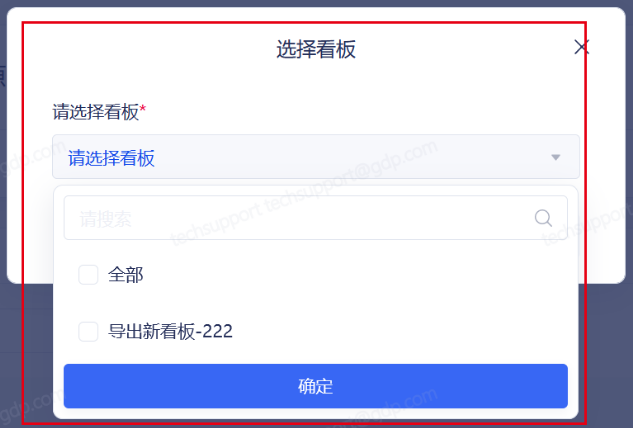 选择看板
请选择看板*
请选择看板
techsupport techsupport@gdp.com
请搜索
全部
导出新看板-222
确定